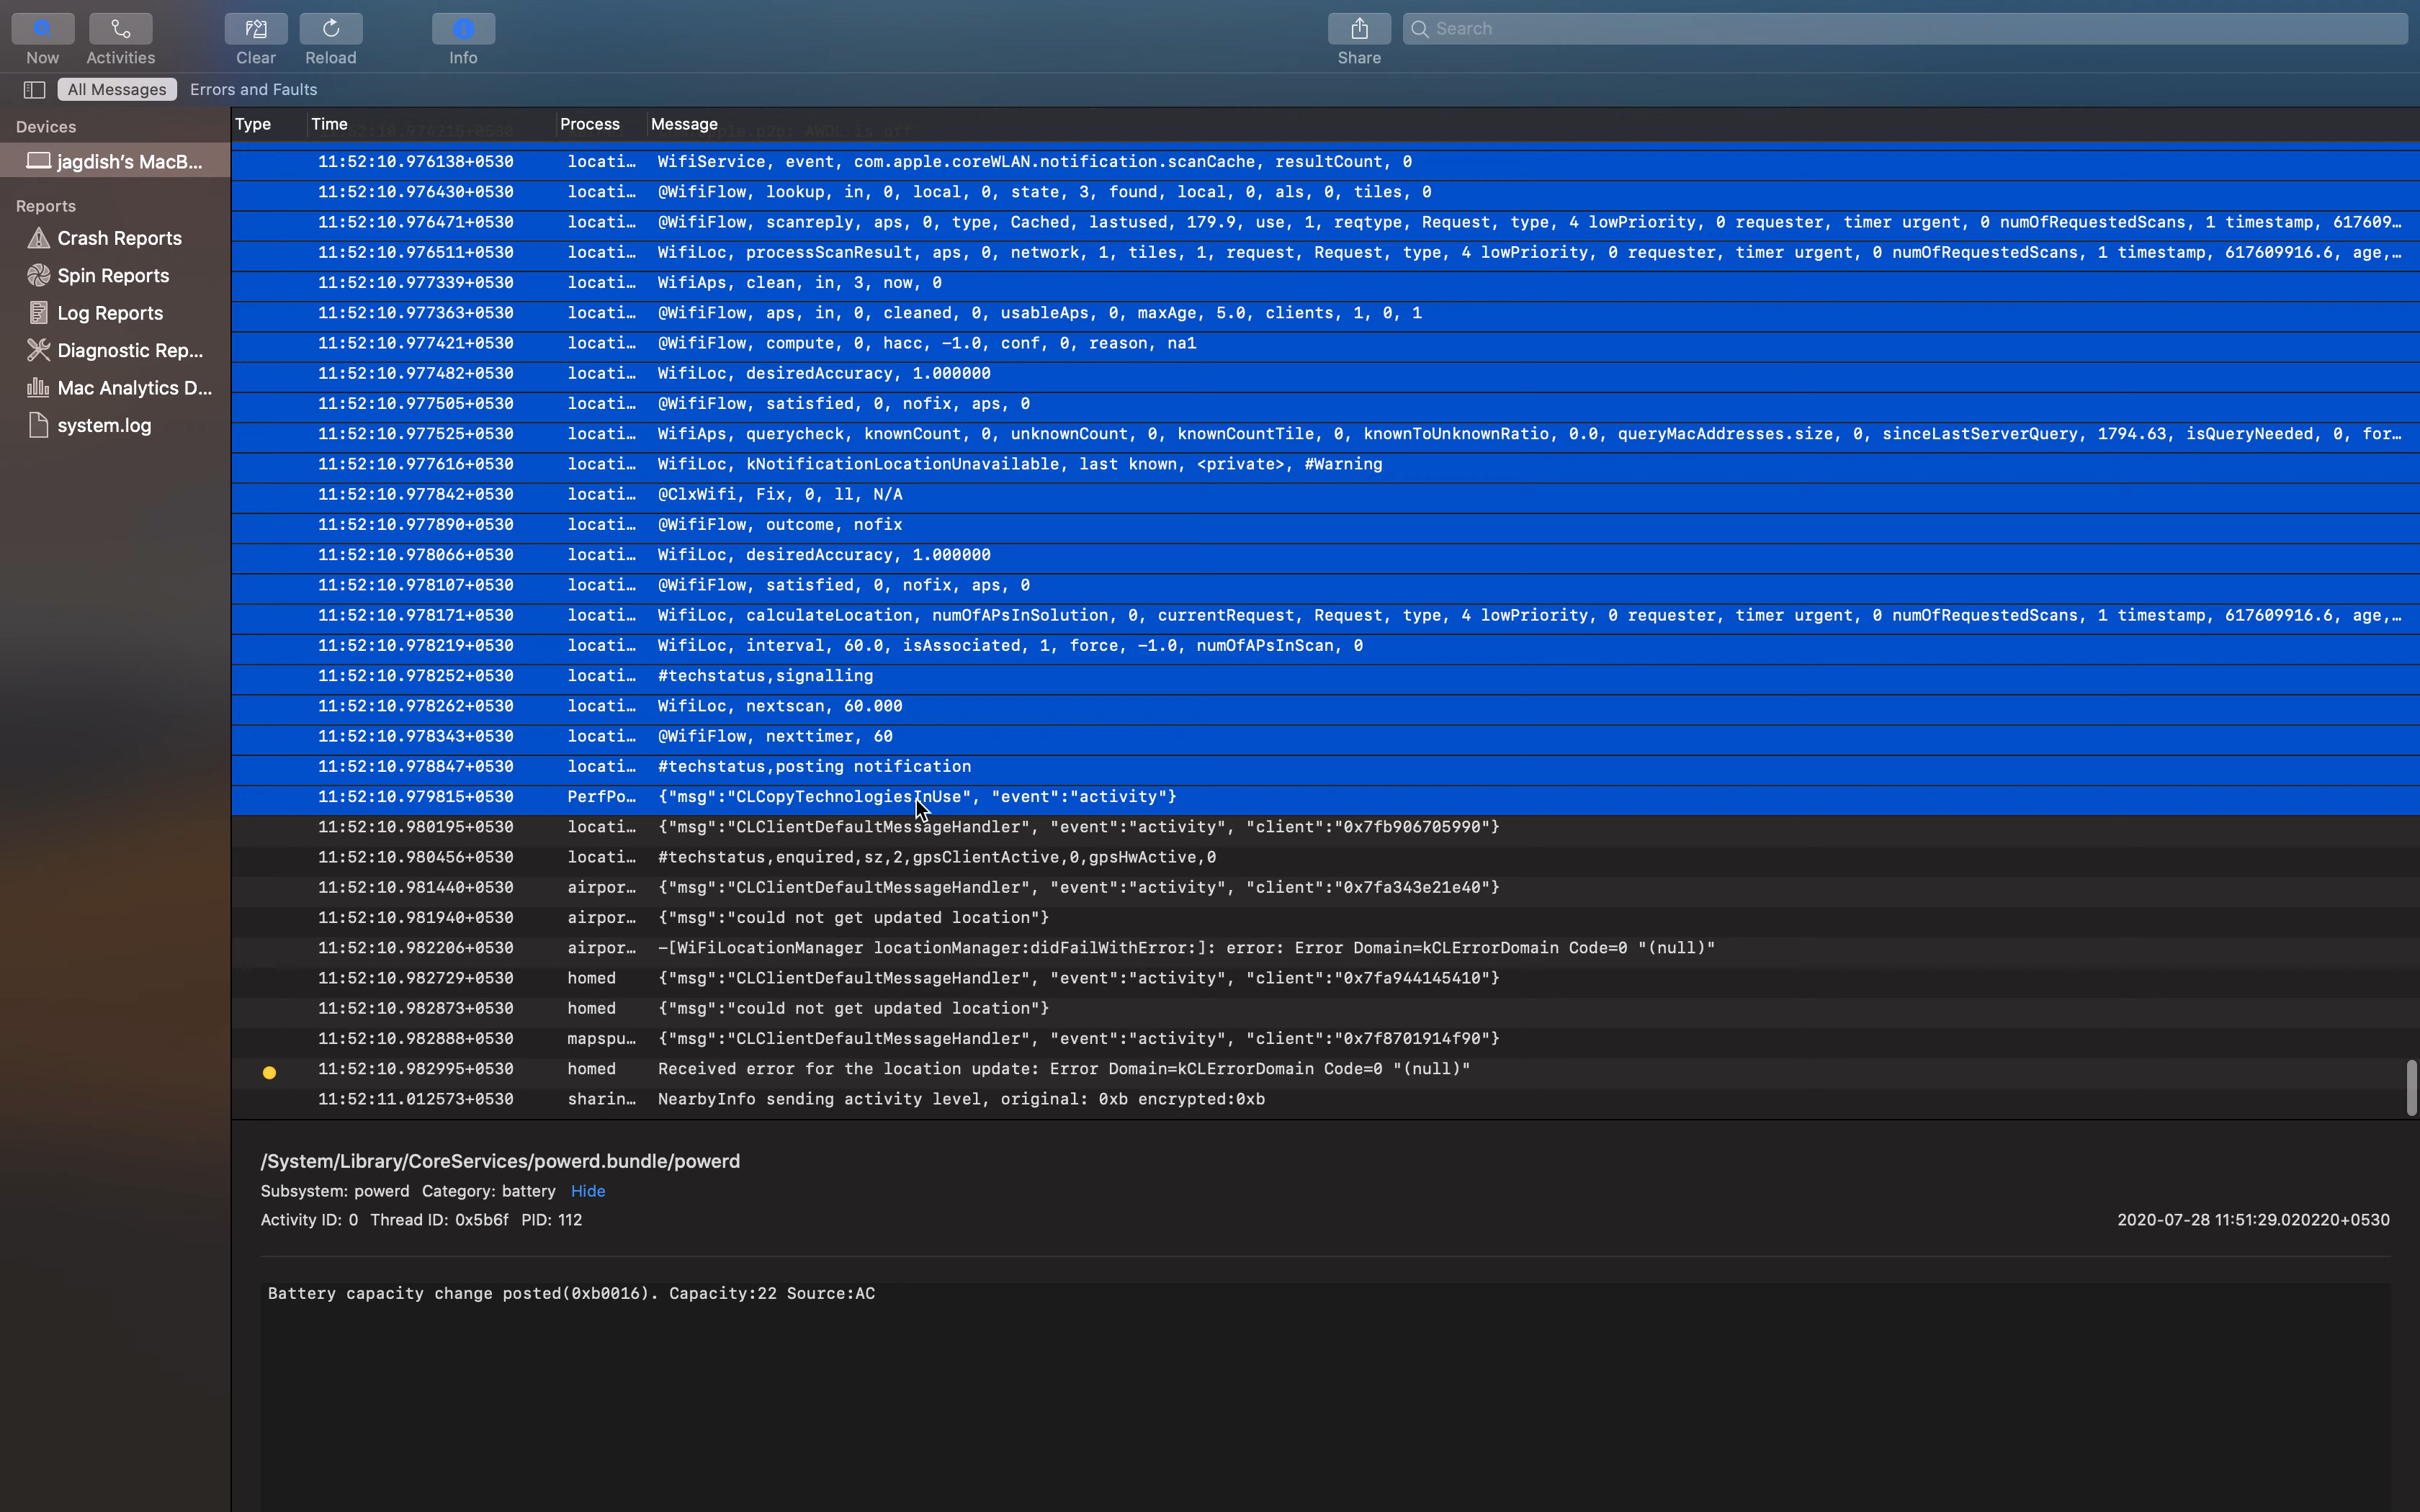 Now Activities Clear Reload Info Share Search
All Messages Errors and Faults
Devices
jagdish's MacB...
Reports
Crash Reports
Spin Reports
Log Reports
Diagnostic Rep...
Mac Analytics D...
system.log
Type Time Process Message
11:52:10.976138+0530 locati... WifiService, event, com.apple.coreWLAN.notification.scanCache, resultCount, 0
11:52:10.976430+0530 locati... @WifiFlow, lookup, in, 0, local, 0, state, 3, found, local, 0, als, 0, tiles, 0
11:52:10.976471+0530 locati... @WifiFlow, scanreply, aps, 0, type, Cached, lastused, 179.9, use, 1, reqtype, Request, type, 4 lowPriority, 0 requester, timer urgent, 0 numOfRequestedScans, 1 timestamp, 617609...
11:52:10.976511+0530 locati... WifiLoc, processScanResult, aps, 0, network, 1, tiles, 1, request, Request, type, 4 lowPriority, 0 requester, timer urgent, 0 numOfRequestedScans, 1 timestamp, 617609916.6, age,...
11:52:10.977339+0530 locati... WifiAps, clean, in, 3, now, 0
11:52:10.977363+0530 locati... @WifiFlow, aps, in, 0, cleaned, 0, usableAps, 0, maxAge, 5.0, clients, 1, 0, 1
11:52:10.977421+0530 locati... @WifiFlow, compute, 0, hacc, -1.0, conf, 0, reason, na1
11:52:10.977482+0530 locati... WifiLoc, desiredAccuracy, 1.000000
11:52:10.977505+0530 locati... @WifiFlow, satisfied, 0, nofix, aps, 0
11:52:10.977525+0530 locati... WifiAps, querycheck, knownCount, 0, unknownCount, 0, knownCountTile, 0, knownToUnknownRatio, 0.0, queryMacAddresses.size, 0, sinceLastServerQuery, 1794.63, isQueryNeeded, 0, for...
11:52:10.977616+0530 locati... WifiLoc, kNotificationLocationUnavailable, last known, <private>, #Warning
11:52:10.977842+0530 locati... @ClxWifi, Fix, 0, ll, N/A
11:52:10.977890+0530 locati... @WifiFlow, outcome, nofix
11:52:10.978066+0530 locati... WifiLoc, desiredAccuracy, 1.000000
11:52:10.978107+0530 locati... @WifiFlow, satisfied, 0, nofix, aps, 0
11:52:10.978171+0530 locati... WifiLoc, calculateLocation, numOfAPsInSolution, 0, currentRequest, Request, type, 4 lowPriority, 0 requester, timer urgent, 0 numOfRequestedScans, 1 timestamp, 617609916.6, age,...
11:52:10.978219+0530 locati... WifiLoc, interval, 60.0, isAssociated, 1, force, -1.0, numOfAPsInScan, 0
11:52:10.978252+0530 locati... #techstatus,signalling
11:52:10.978262+0530 locati... WifiLoc, nextscan, 60.000
11:52:10.978343+0530 locati... @WifiFlow, nexttimer, 60
11:52:10.978847+0530 locati... #techstatus,posting notification
11:52:10.979815+0530 PerfPo... {"msg":"CLCopyTechnologiesInUse", "event":"activity"}
11:52:10.980195+0530 locati... {"msg":"CLClientDefaultMessageHandler", "event":"activity", "client":"0x7fb906705990"}
11:52:10.980456+0530 locati... #techstatus,enquired,sz,2,gpsClientActive,0,gpsHwActive,0
11:52:10.981440+0530 airpor... {"msg":"CLClientDefaultMessageHandler", "event":"activity", "client":"0x7fa343e21e40"}
11:52:10.981940+0530 airpor... {"msg":"could not get updated location"}
11:52:10.982206+0530 airpor... -[WiFiLocationManager locationManager:didFailWithError:]: error: Error Domain=kCLErrorDomain Code=0 "(null)"
11:52:10.982729+0530 homed {"msg":"CLClientDefaultMessageHandler", "event":"activity", "client":"0x7fa944145410"}
11:52:10.982873+0530 homed {"msg":"could not get updated location"}
11:52:10.982888+0530 mapspu... {"msg":"CLClientDefaultMessageHandler", "event":"activity", "client":"0x7f8701914f90"}
11:52:10.982995+0530 homed Received error for the location update: Error Domain=kCLErrorDomain Code=0 "(null)"
11:52:11.012573+0530 sharin... NearbyInfo sending activity level, original: 0xb encrypted:0xb
/System/Library/CoreServices/powerd.bundle/powerd
Subsystem: powerd Category: battery Hide
Activity ID: 0 Thread ID: 0x5b6f PID: 112 2020-07-28 11:51:29.020220+0530
Battery capacity change posted(0xb0016). Capacity:22 Source:AC